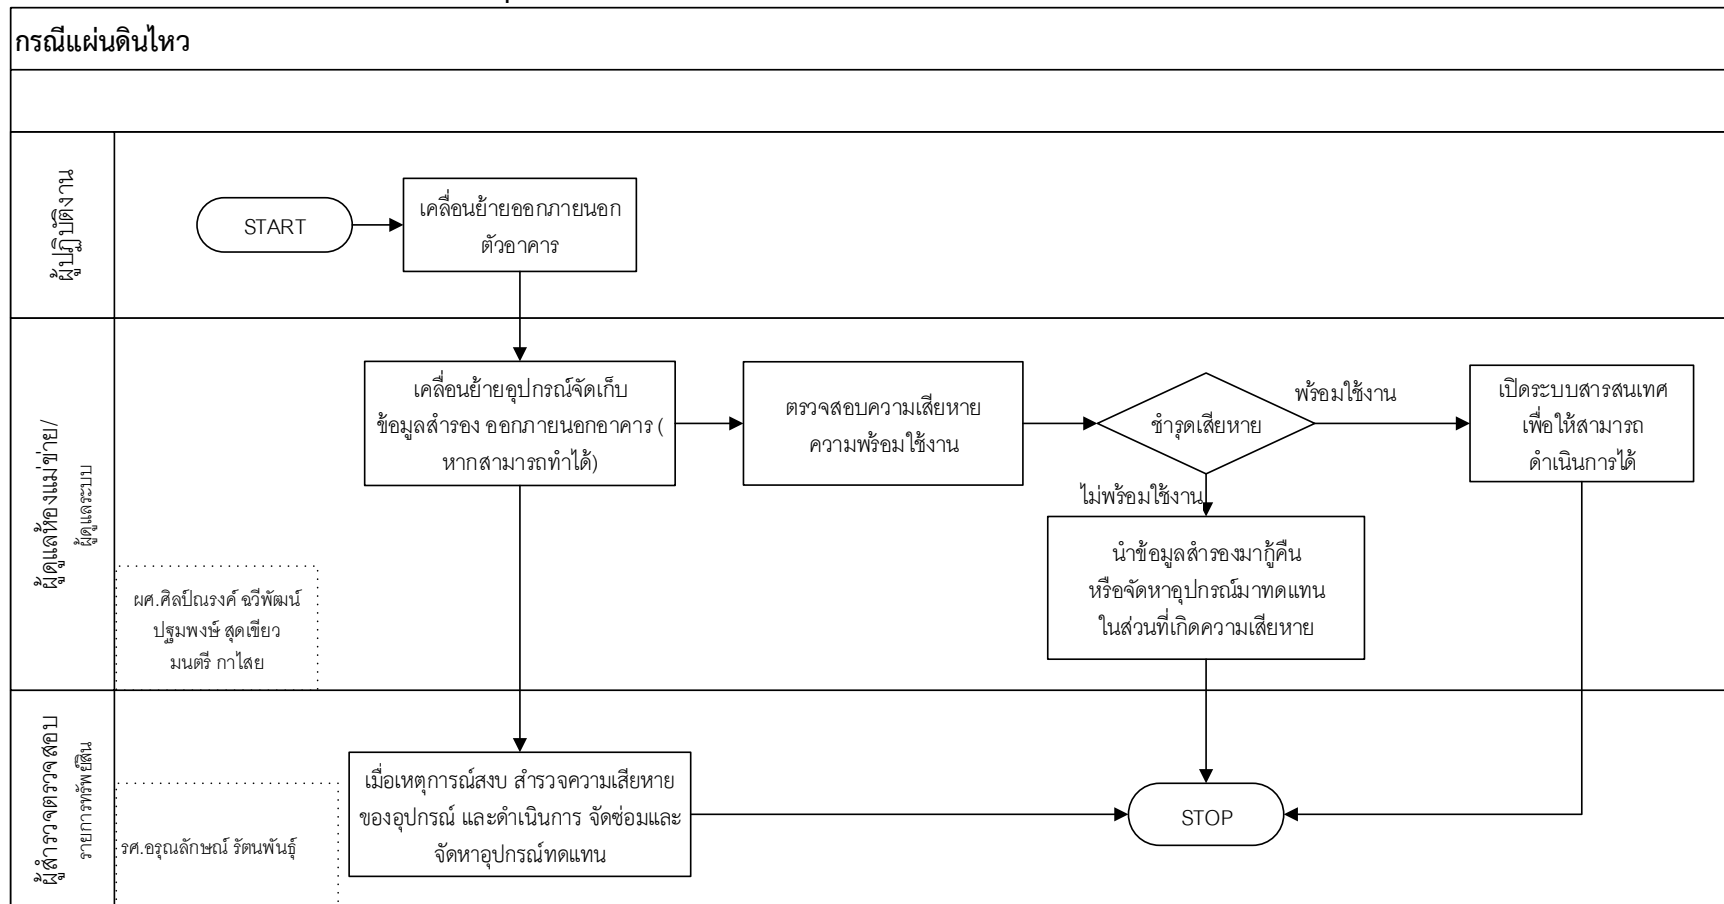 กรณีแผ่นดินไหว
ผู้ปฏิบัติงาน
START
เคลื่อนย้ายออกภายนอก
ตัวอาคาร
ผู้ดูแลห้องแม่ข่าย/
ผู้ดูแลระบบ
เคลื่อนย้ายอุปกรณ์จัดเก็บ
ข้อมูลสำรอง ออกภายนอกอาคาร (
หากสามารถทำได้)
ตรวจสอบความเสียหาย
ความพร้อมใช้งาน
ชำรุดเสียหาย
พร้อมใช้งาน
เปิดระบบสารสนเทศ
เพื่อให้สามารถ
ดำเนินการได้
ไม่พร้อมใช้งาน
นำข้อมูลสำรองมากู้คืน
หรือจัดหาอุปกรณ์มาทดแทน
ในส่วนที่เกิดความเสียหาย
ผศ.ศิลป์ณรงค์ ฉวีพัฒน์
ปฐมพงษ์ สุดเขียว
มนตรี กาไสย
ผู้สำรวจตรวจสอบ
รายการทรัพย์สิน
รศ.อรุณลักษณ์ รัตนพันธุ์
เมื่อเหตุการณ์สงบ สำรวจความเสียหาย
ของอุปกรณ์ และดำเนินการ จัดซ่อมและ
จัดหาอุปกรณ์ทดแทน
STOP